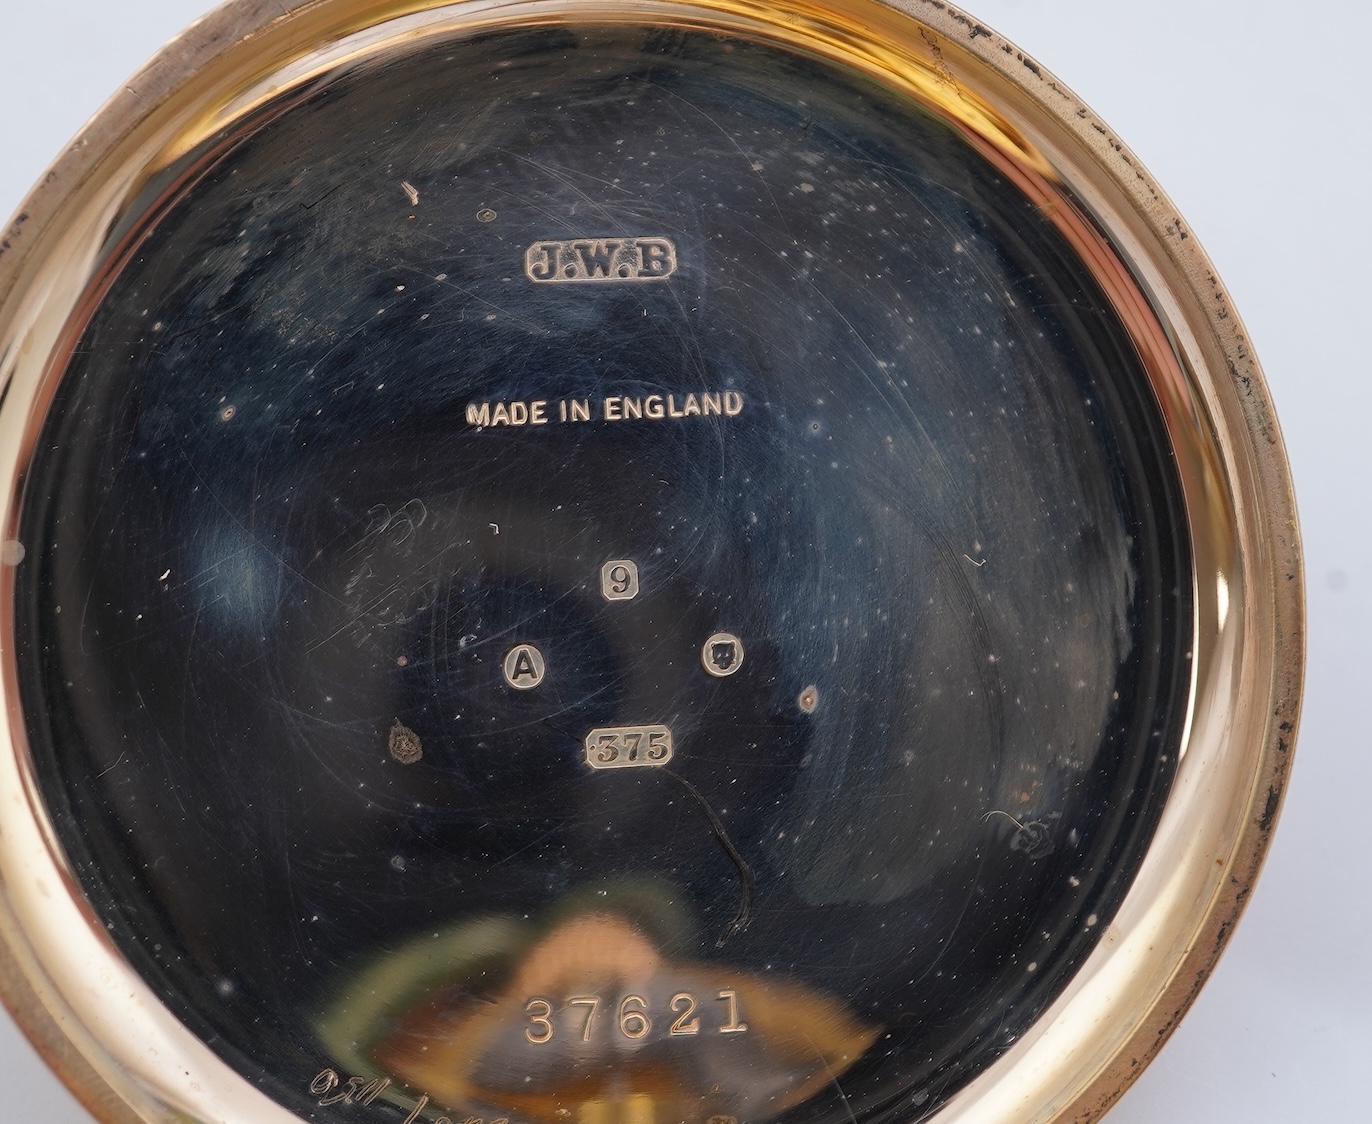 J.W.B
MADE IN ENGLAND
9
A
.375
37621